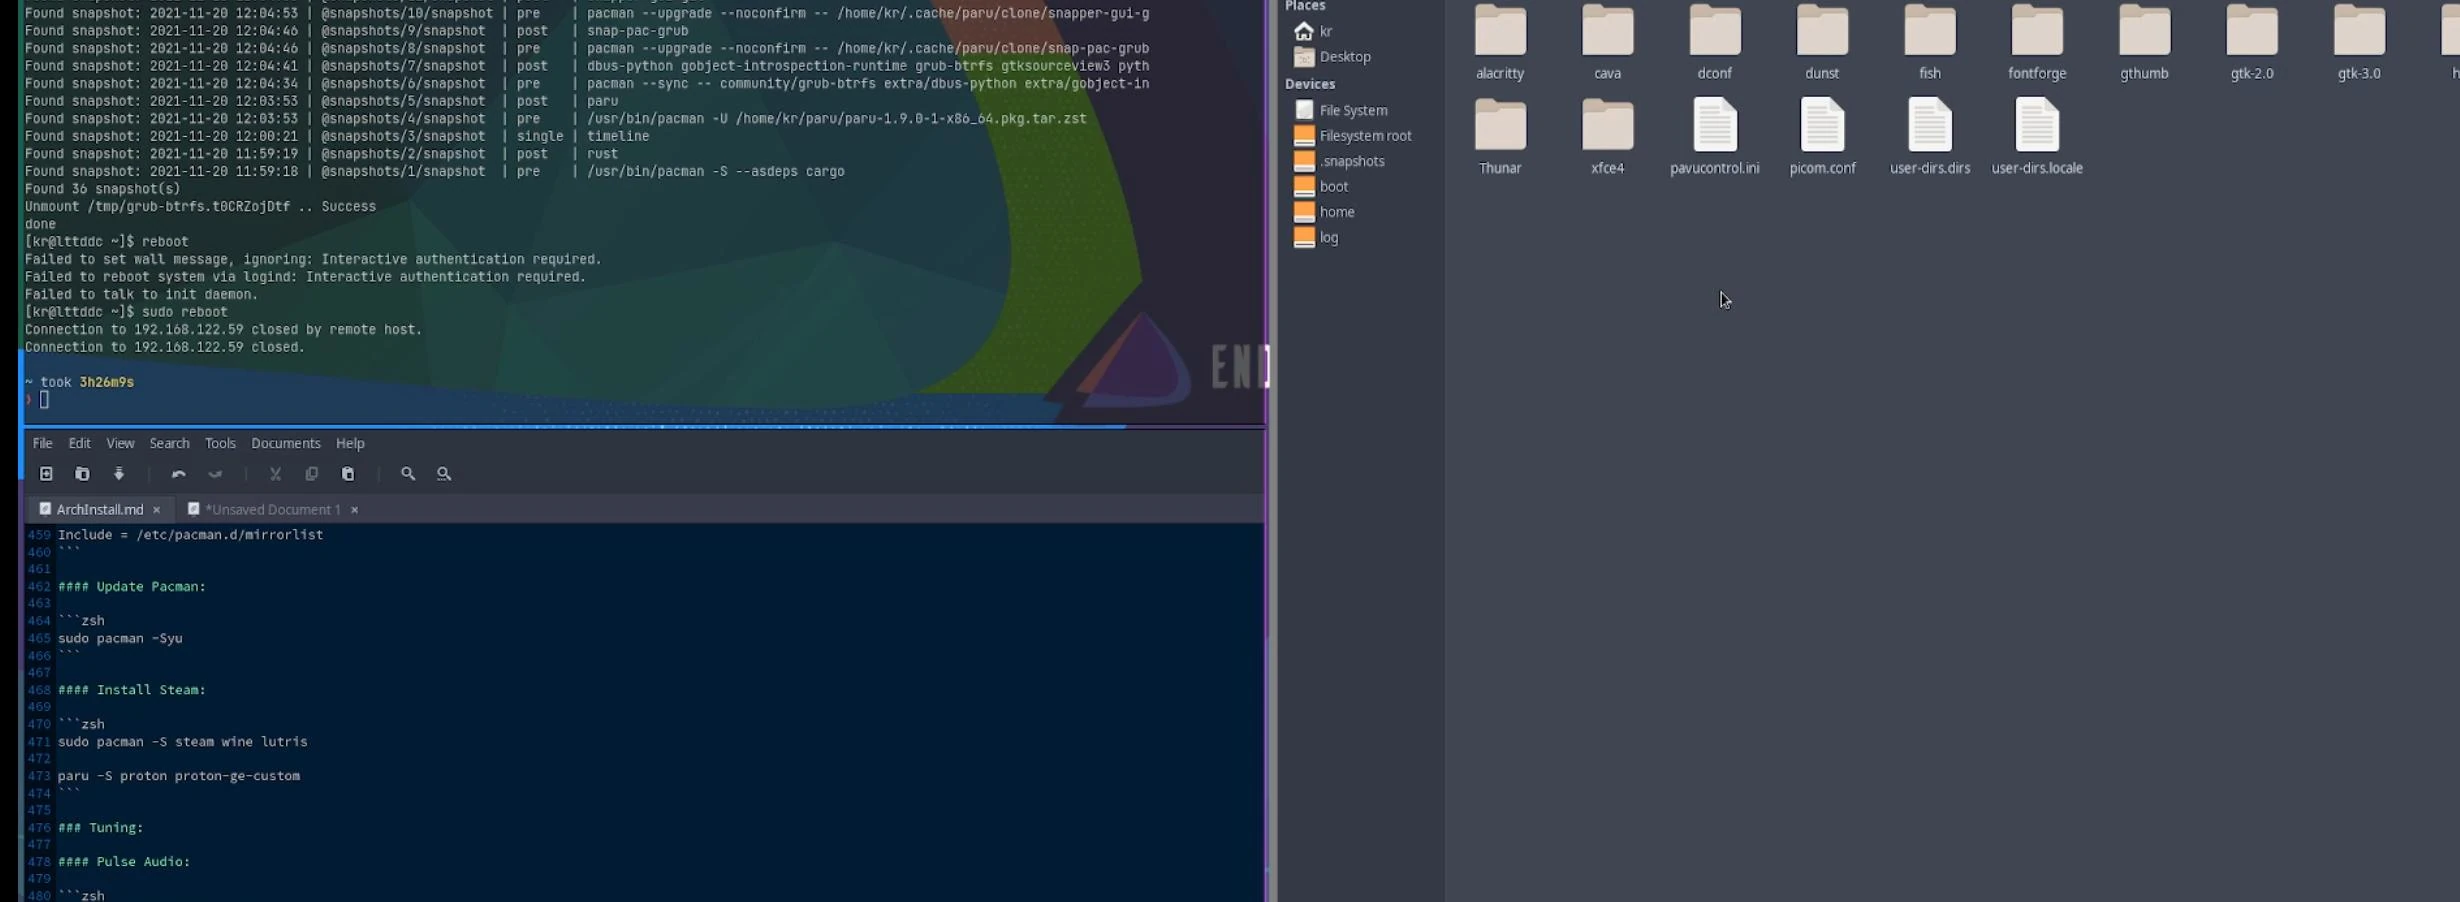 pacman --upgrade --noconfirm -- /home/kr/.cache/paru/clone/snapper-gui-g
Found snapshot: 2021-11-20 12:04:53 | @snapshots/10/snapshot | pre | pacman --upgrade --noconfirm -- /home/kr/.cache/paru/clone/snapper-gui-g
Found snapshot: 2021-11-20 12:04:46 | @snapshots/9/snapshot | post | snap-pac-grub
Found snapshot: 2021-11-20 12:04:46 | @snapshots/8/snapshot | pre | pacman --upgrade --noconfirm -- /home/kr/.cache/paru/clone/snap-pac-grub
Found snapshot: 2021-11-20 12:04:41 | @snapshots/7/snapshot | post | dbus-python gobject-introspection-runtime grub-btrfs gtksourceview3 pyth
Found snapshot: 2021-11-20 12:04:34 | @snapshots/6/snapshot | pre | pacman --sync -- community/grub-btrfs extra/dbus-python extra/gobject-in
Found snapshot: 2021-11-20 12:03:53 | @snapshots/5/snapshot | post | paru
Found snapshot: 2021-11-20 12:03:53 | @snapshots/4/snapshot | pre | /usr/bin/pacman -U /home/kr/paru/paru-1.9.0-1-x86_64.pkg.tar.zst
Found snapshot: 2021-11-20 12:00:21 | @snapshots/3/snapshot | single | timeline
Found snapshot: 2021-11-20 11:59:19 | @snapshots/2/snapshot | post | rust
Found snapshot: 2021-11-20 11:59:18 | @snapshots/1/snapshot | pre | /usr/bin/pacman -S --asdeps cargo
Found 36 snapshot(s)
Unmount /tmp/grub-btrfs.t0CRZojDtf .. Success
done
[kr@lttddc ~]$ reboot
Failed to set wall message, ignoring: Interactive authentication required.
Failed to reboot system via logind: Interactive authentication required.
Failed to talk to init daemon.
[kr@lttddc ~]$ sudo reboot
Connection to 192.168.122.59 closed by remote host.
Connection to 192.168.122.59 closed.
~ took 3h26m9s
❯
END
File Edit View Search Tools Documents Help
ArchInstall.md × *Unsaved Document 1 ×
459 Include = /etc/pacman.d/mirrorlist
460 ```
461
462 #### Update Pacman:
463
464 ```zsh
465 sudo pacman -Syu
466 ```
467
468 #### Install Steam:
469
470 ```zsh
471 sudo pacman -S steam wine lutris
472
473 paru -S proton proton-ge-custom
474 ```
475
476 ### Tuning:
477
478 #### Pulse Audio:
479
480 ```zsh
Places
kr
Desktop
Devices
File System
Filesystem root
.snapshots
boot
home
log
alacritty cava dconf dunst fish fontforge gthumb gtk-2.0 gtk-3.0
Thunar xfce4 pavucontrol.ini picom.conf user-dirs.dirs user-dirs.locale